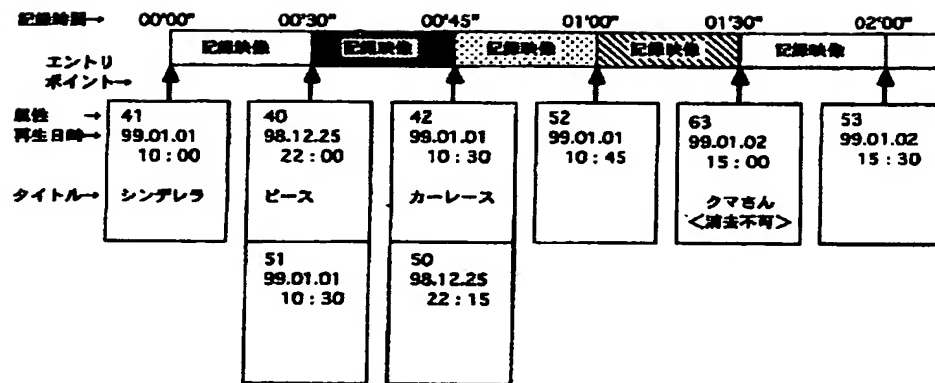 記録時間→ 00'00" 00'30" 00'45" 01'00" 01'30" 02'00"
記録映像 記録映像 記録映像 記録映像 記録映像
エントリ
ポイント→
属性 → 41 40 42 52 63 53
再生日時→ 99.01.01 98.12.25 99.01.01 99.01.01 99.01.02 99.01.02
10:00 22:00 10:30 10:45 15:00 15:30
タイトル→ シンデレラ ピース カーレース クマさん
<消去不可>
51 50
99.01.01 98.12.25
10:30 22:15